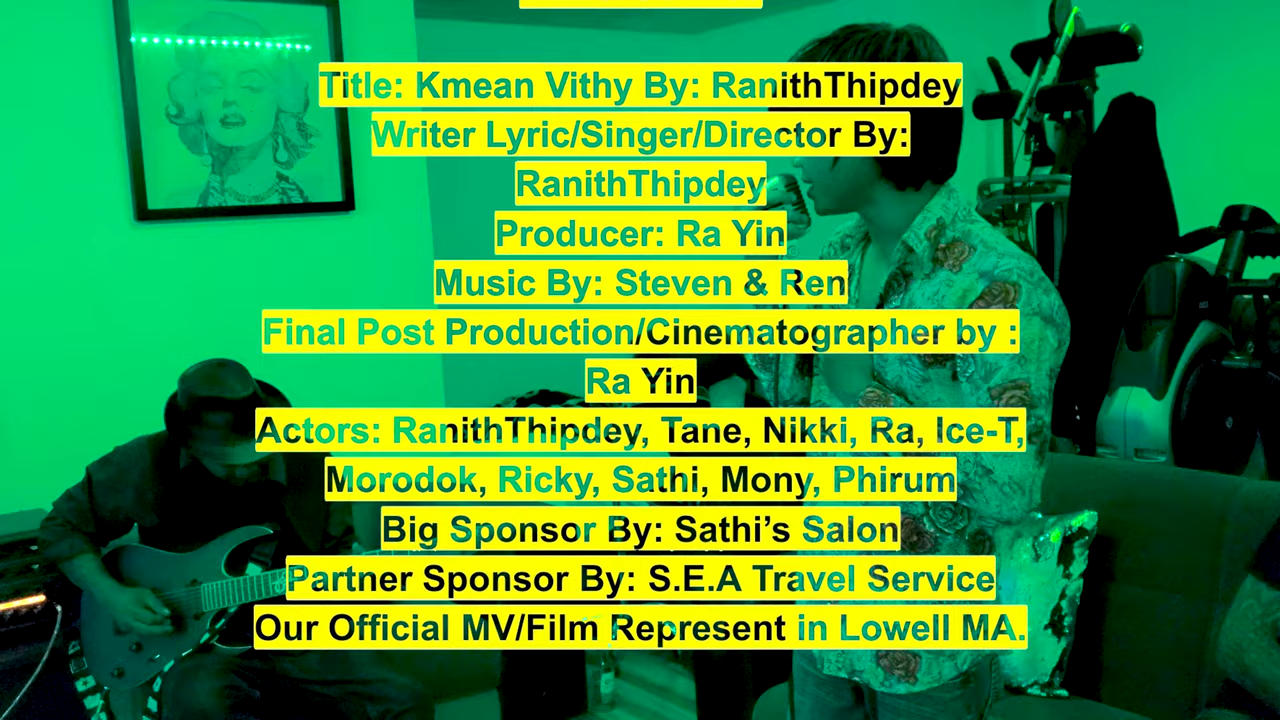 Title: Kmean Vithy By: RanithThipdey
Writer Lyric/Singer/Director By:
RanithThipdey
Producer: Ra Yin
Music By: Steven & Ren
Final Post Production/Cinematographer by :
Ra Yin
Actors: RanithThipdey, Tane, Nikki, Ra, Ice-T,
Morodok, Ricky, Sathi, Mony, Phirum
Big Sponsor By: Sathi’s Salon
Partner Sponsor By: S.E.A Travel Service
Our Official MV/Film Represent in Lowell MA.